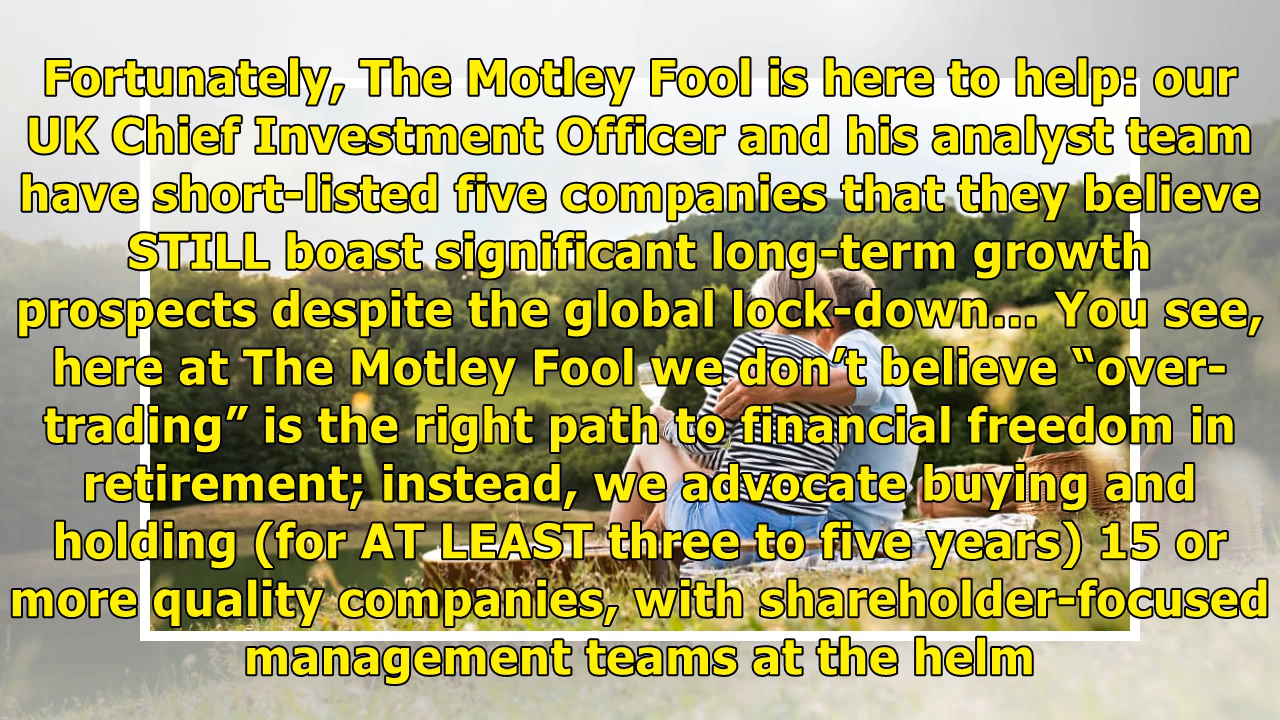 Fortunately, The Motley Fool is here to help: our
UK Chief Investment Officer and his analyst team
have short-listed five companies that they believe
STILL boast significant long-term growth
prospects despite the global lock-down... You see,
here at The Motley Fool we don’t believe “over-
trading” is the right path to financial freedom in
retirement; instead, we advocate buying and
holding (for AT LEAST three to five years) 15 or
more quality companies, with shareholder-focused
management teams at the helm